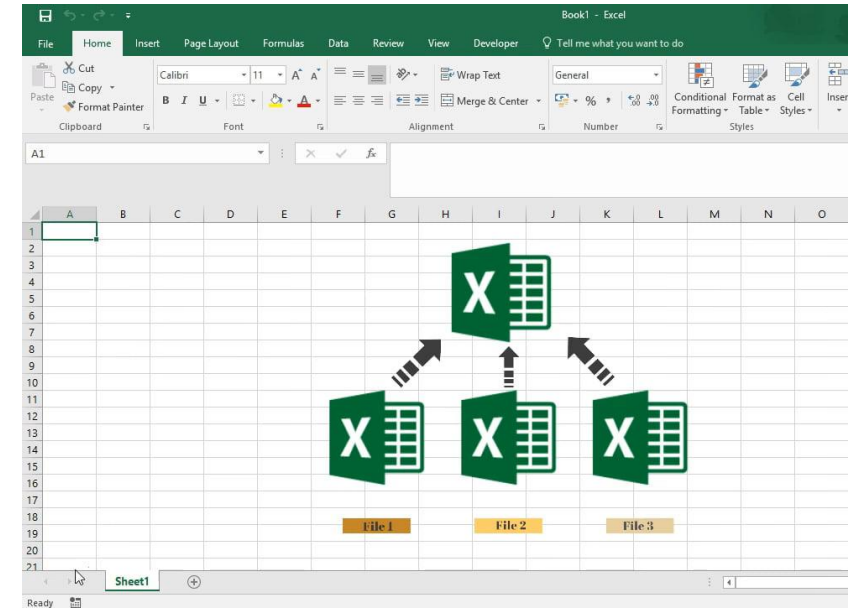 Book1 - Excel
File Home Insert Page Layout Formulas Data Review View Developer Tell me what you want to do
Cut
Copy
Paste
Format Painter
Calibri 11 A A
B I U A
Wrap Text
Merge & Center
General
% , .00 .0
Conditional Formatting
Format as Table
Cell Styles
Clipboard Font Alignment Number Styles
A1 fx
A B C D E F G H I J K L M N O
1
2
3
4
5
6
7
8
9
10
11
12
13
14
15
16
17
18
19
20
21
X
X X X
File 1 File 2 File 3
Sheet1
Ready